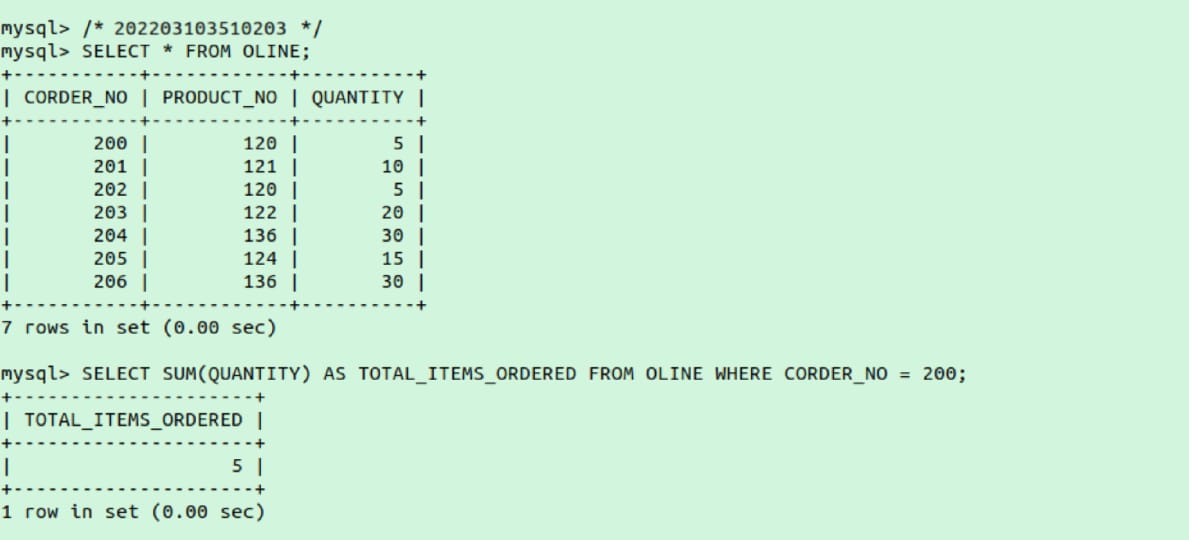 mysql> /* 202203103510203 */
mysql> SELECT * FROM OLINE;
+-----------+------------+----------+
| CORDER_NO | PRODUCT_NO | QUANTITY |
+-----------+------------+----------+
|       200 |        120 |        5 |
|       201 |        121 |       10 |
|       202 |        120 |        5 |
|       203 |        122 |       20 |
|       204 |        136 |       30 |
|       205 |        124 |       15 |
|       206 |        136 |       30 |
+-----------+------------+----------+
7 rows in set (0.00 sec)

mysql> SELECT SUM(QUANTITY) AS TOTAL_ITEMS_ORDERED FROM OLINE WHERE CORDER_NO = 200;
+---------------------+
| TOTAL_ITEMS_ORDERED |
+---------------------+
|                   5 |
+---------------------+
1 row in set (0.00 sec)